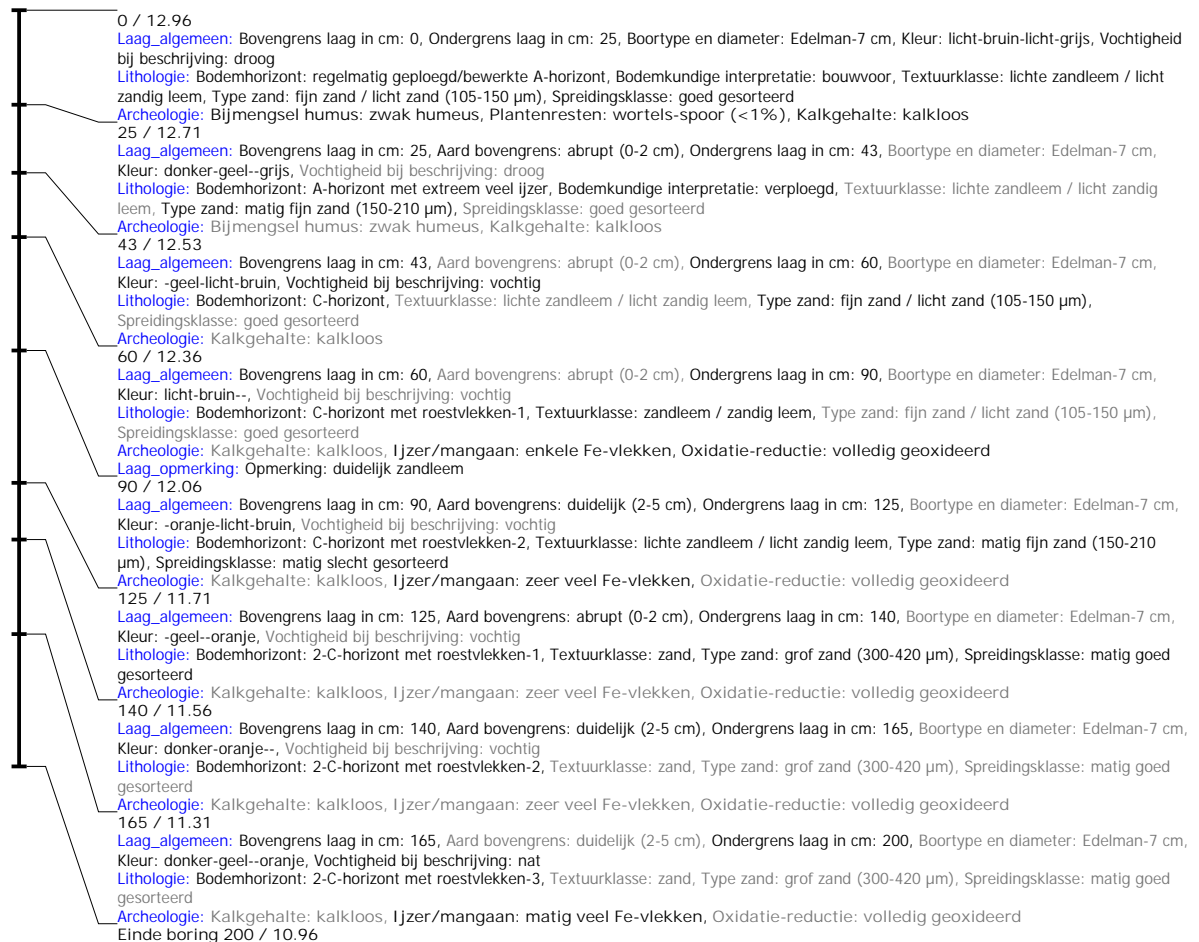 0 / 12.96
Laag_algemeen: Bovengrens laag in cm: 0, Ondergrens laag in cm: 25, Boortype en diameter: Edelman-7 cm, Kleur: licht-bruin-licht-grijs, Vochtigheid
bij beschrijving: droog
Lithologie: Bodemhorizont: regelmatig geploegd/bewerkte A-horizont, Bodemkundige interpretatie: bouwvoor, Textuurklasse: lichte zandleem / licht
zandig leem, Type zand: fijn zand / licht zand (105-150 µm), Spreidingsklasse: goed gesorteerd
Archeologie: Bijmengsel humus: zwak humeus, Plantenresten: wortels-spoor (<1%), Kalkgehalte: kalkloos
25 / 12.71
Laag_algemeen: Bovengrens laag in cm: 25, Aard bovengrens: abrupt (0-2 cm), Ondergrens laag in cm: 43, Boortype en diameter: Edelman-7 cm,
Kleur: donker-geel--grijs, Vochtigheid bij beschrijving: droog
Lithologie: Bodemhorizont: A-horizont met extreem veel ijzer, Bodemkundige interpretatie: verploegd, Textuurklasse: lichte zandleem / licht zandig
leem, Type zand: matig fijn zand (150-210 µm), Spreidingsklasse: goed gesorteerd
Archeologie: Bijmengsel humus: zwak humeus, Kalkgehalte: kalkloos
43 / 12.53
Laag_algemeen: Bovengrens laag in cm: 43, Aard bovengrens: abrupt (0-2 cm), Ondergrens laag in cm: 60, Boortype en diameter: Edelman-7 cm,
Kleur: -geel-licht-bruin, Vochtigheid bij beschrijving: vochtig
Lithologie: Bodemhorizont: C-horizont, Textuurklasse: lichte zandleem / licht zandig leem, Type zand: fijn zand / licht zand (105-150 µm),
Spreidingsklasse: goed gesorteerd
Archeologie: Kalkgehalte: kalkloos
60 / 12.36
Laag_algemeen: Bovengrens laag in cm: 60, Aard bovengrens: abrupt (0-2 cm), Ondergrens laag in cm: 90, Boortype en diameter: Edelman-7 cm,
Kleur: licht-bruin--, Vochtigheid bij beschrijving: vochtig
Lithologie: Bodemhorizont: C-horizont met roestvlekken-1, Textuurklasse: zandleem / zandig leem, Type zand: fijn zand / licht zand (105-150 µm),
Spreidingsklasse: goed gesorteerd
Archeologie: Kalkgehalte: kalkloos, Ijzer/mangaan: enkele Fe-vlekken, Oxidatie-reductie: volledig geoxideerd
Laag_opmerking: Opmerking: duidelijk zandleem
90 / 12.06
Laag_algemeen: Bovengrens laag in cm: 90, Aard bovengrens: duidelijk (2-5 cm), Ondergrens laag in cm: 125, Boortype en diameter: Edelman-7 cm,
Kleur: -oranje-licht-bruin, Vochtigheid bij beschrijving: vochtig
Lithologie: Bodemhorizont: C-horizont met roestvlekken-2, Textuurklasse: lichte zandleem / licht zandig leem, Type zand: matig fijn zand (150-210
µm), Spreidingsklasse: matig slecht gesorteerd
Archeologie: Kalkgehalte: kalkloos, Ijzer/mangaan: zeer veel Fe-vlekken, Oxidatie-reductie: volledig geoxideerd
125 / 11.71
Laag_algemeen: Bovengrens laag in cm: 125, Aard bovengrens: abrupt (0-2 cm), Ondergrens laag in cm: 140, Boortype en diameter: Edelman-7 cm,
Kleur: -geel--oranje, Vochtigheid bij beschrijving: vochtig
Lithologie: Bodemhorizont: 2-C-horizont met roestvlekken-1, Textuurklasse: zand, Type zand: grof zand (300-420 µm), Spreidingsklasse: matig goed
gesorteerd
Archeologie: Kalkgehalte: kalkloos, Ijzer/mangaan: zeer veel Fe-vlekken, Oxidatie-reductie: volledig geoxideerd
140 / 11.56
Laag_algemeen: Bovengrens laag in cm: 140, Aard bovengrens: duidelijk (2-5 cm), Ondergrens laag in cm: 165, Boortype en diameter: Edelman-7 cm,
Kleur: donker-oranje--, Vochtigheid bij beschrijving: vochtig
Lithologie: Bodemhorizont: 2-C-horizont met roestvlekken-2, Textuurklasse: zand, Type zand: grof zand (300-420 µm), Spreidingsklasse: matig goed
gesorteerd
Archeologie: Kalkgehalte: kalkloos, Ijzer/mangaan: zeer veel Fe-vlekken, Oxidatie-reductie: volledig geoxideerd
165 / 11.31
Laag_algemeen: Bovengrens laag in cm: 165, Aard bovengrens: duidelijk (2-5 cm), Ondergrens laag in cm: 200, Boortype en diameter: Edelman-7 cm,
Kleur: donker-geel--oranje, Vochtigheid bij beschrijving: nat
Lithologie: Bodemhorizont: 2-C-horizont met roestvlekken-3, Textuurklasse: zand, Type zand: grof zand (300-420 µm), Spreidingsklasse: matig goed
gesorteerd
Archeologie: Kalkgehalte: kalkloos, Ijzer/mangaan: matig veel Fe-vlekken, Oxidatie-reductie: volledig geoxideerd
Einde boring 200 / 10.96